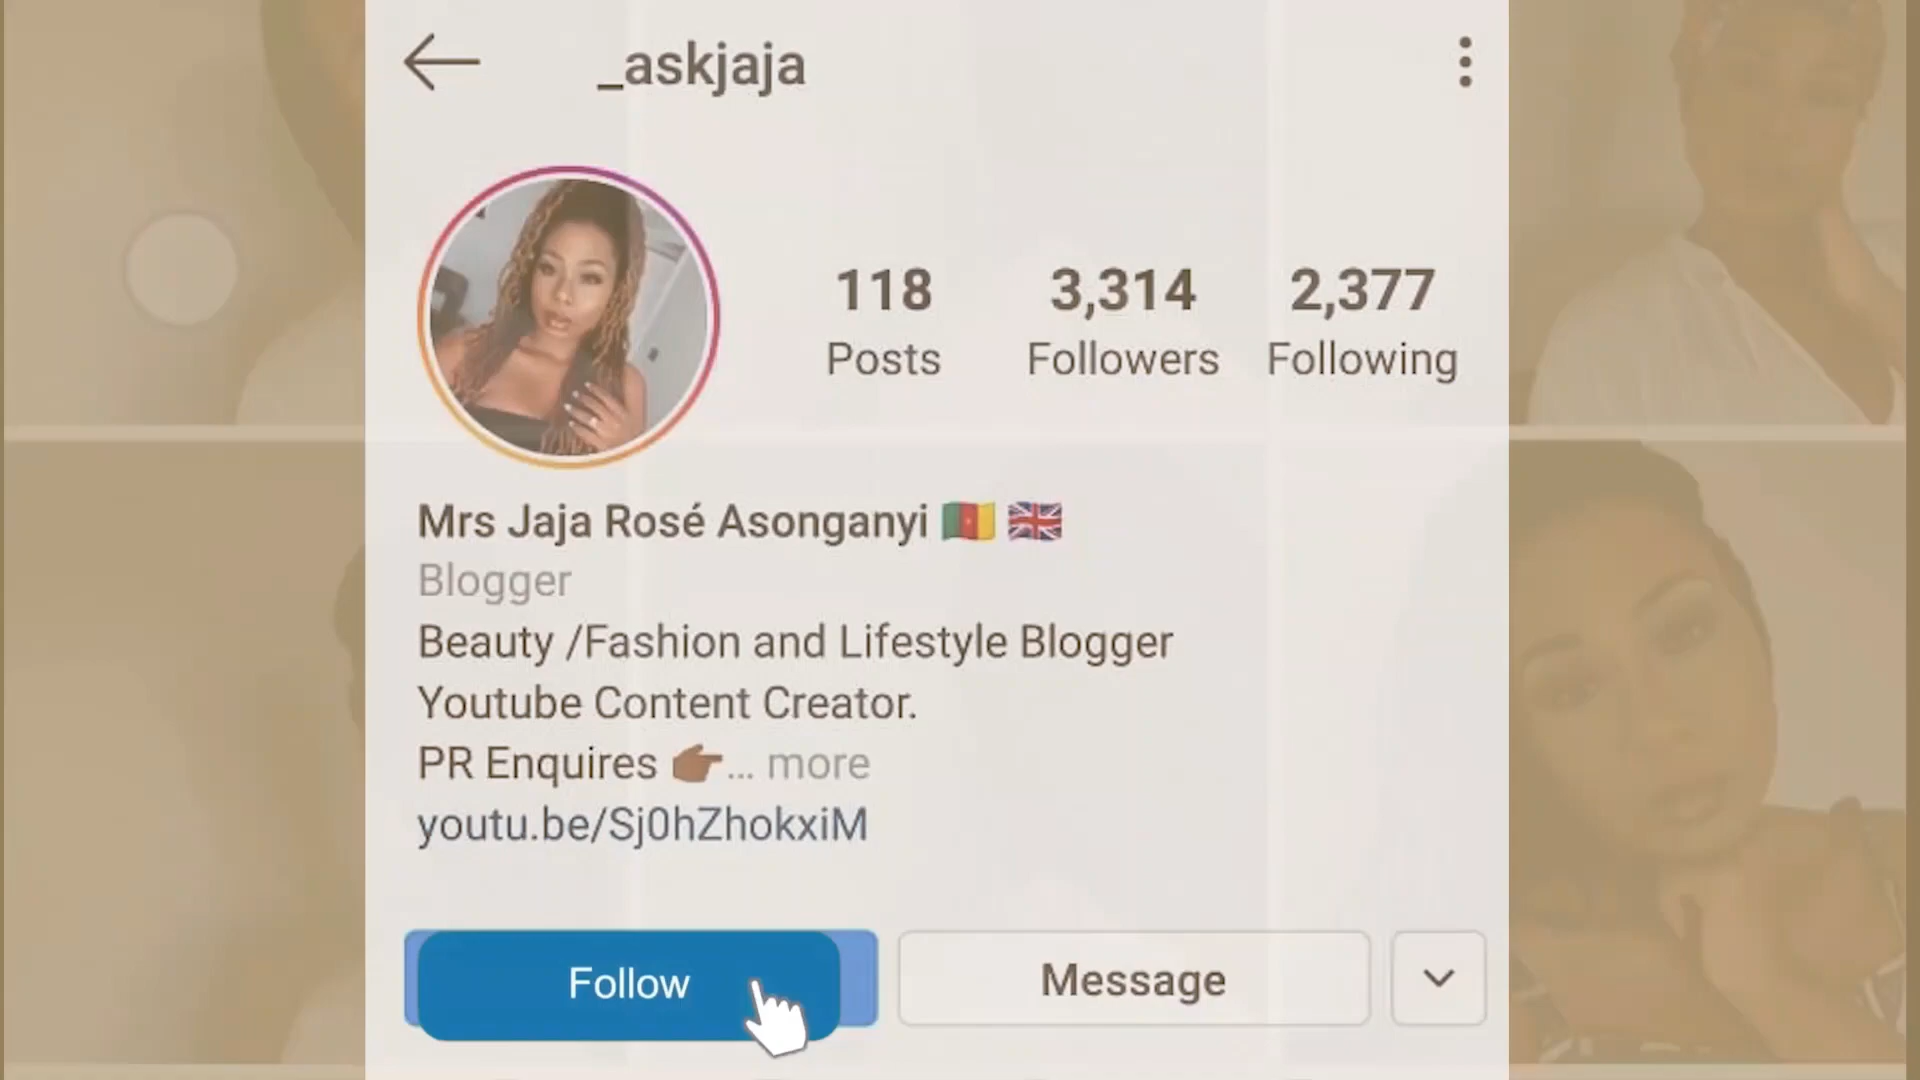 _askjaja
118 3,314 2,377
Posts Followers Following
Mrs Jaja Rosé Asonganyi 🇨🇲 🇬🇧
Blogger
Beauty /Fashion and Lifestyle Blogger
Youtube Content Creator.
PR Enquires 👉🏾... more
youtu.be/Sj0hZhokxiM
Follow Message